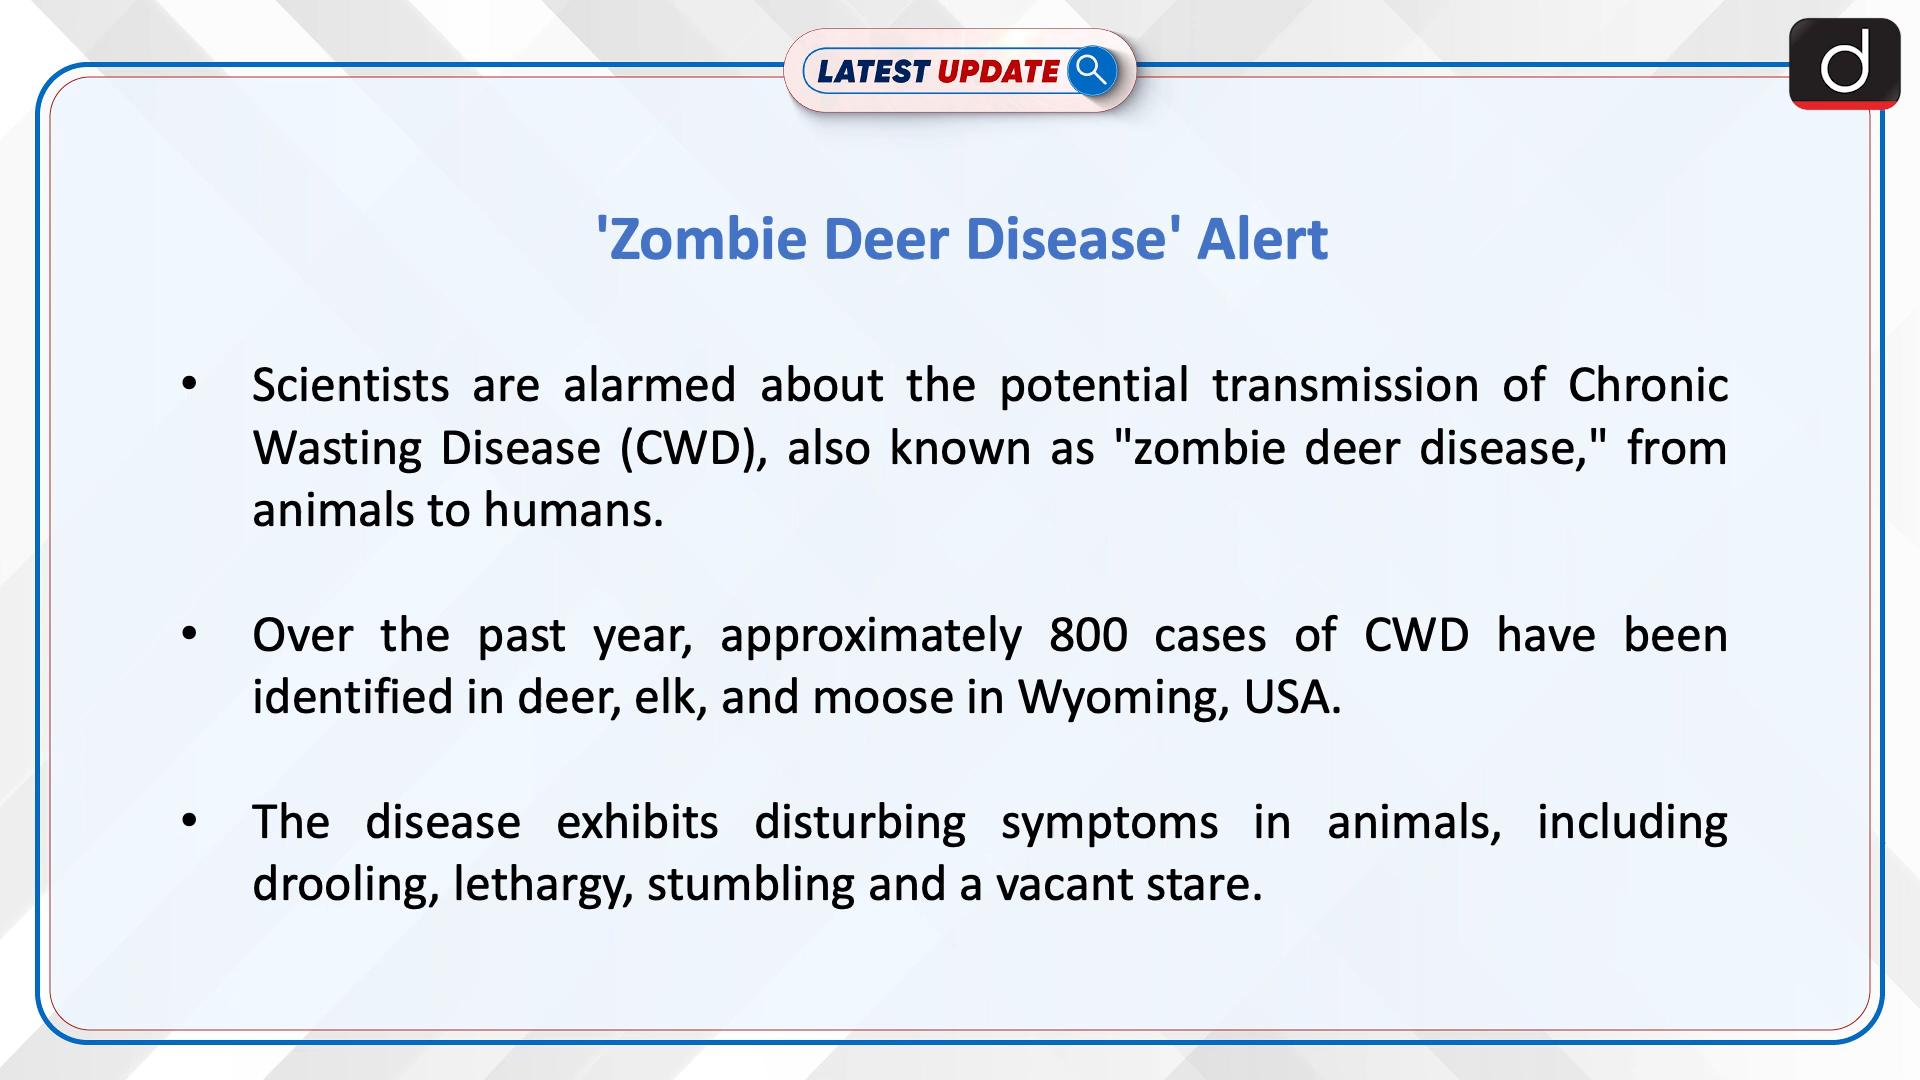 LATEST UPDATE
d
'Zombie Deer Disease' Alert
• Scientists are alarmed about the potential transmission of Chronic
Wasting Disease (CWD), also known as "zombie deer disease," from
animals to humans.
• Over the past year, approximately 800 cases of CWD have been
identified in deer, elk, and moose in Wyoming, USA.
• The disease exhibits disturbing symptoms in animals, including
drooling, lethargy, stumbling and a vacant stare.